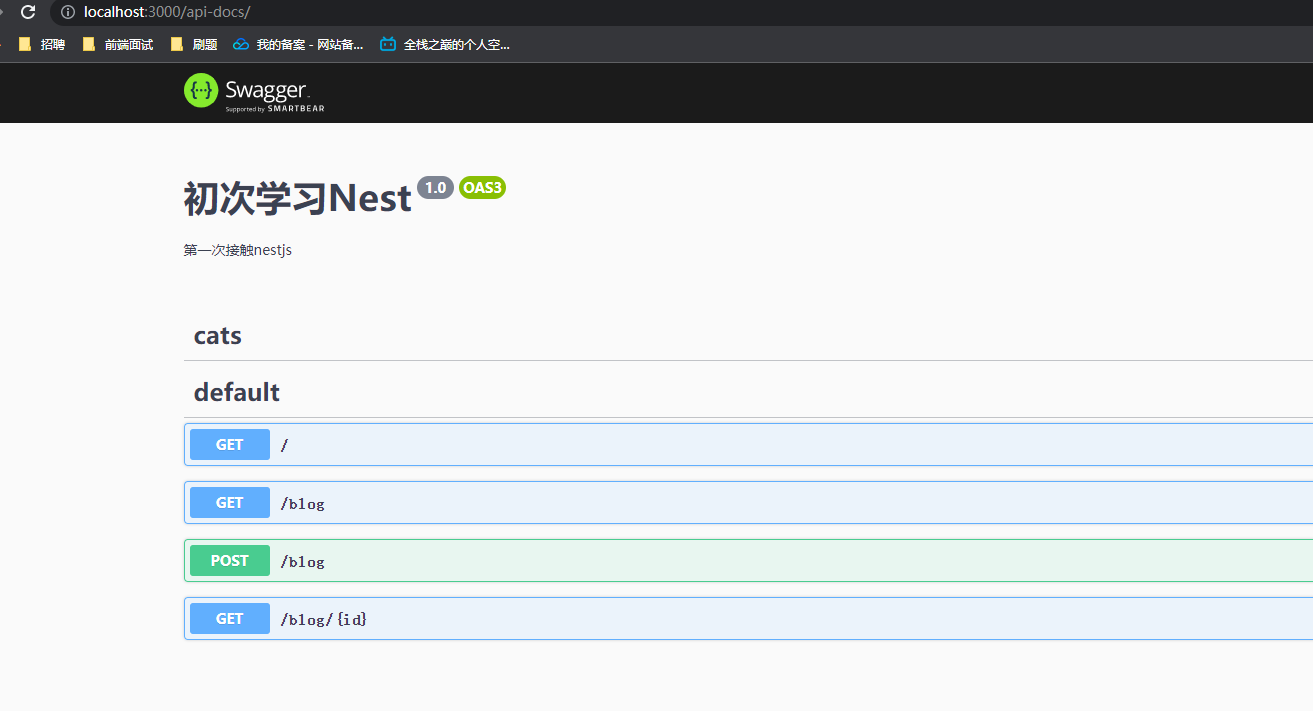 localhost:3000/api-docs/
招聘 前端面试 刷题 我的备案 - 网站备... 全栈之巅的个人空...
{···} Swagger.
Supported by SMARTBEAR
初次学习Nest 1.0 OAS3
第一次接触nestjs
cats
default
GET /
GET /blog
POST /blog
GET /blog/{id}